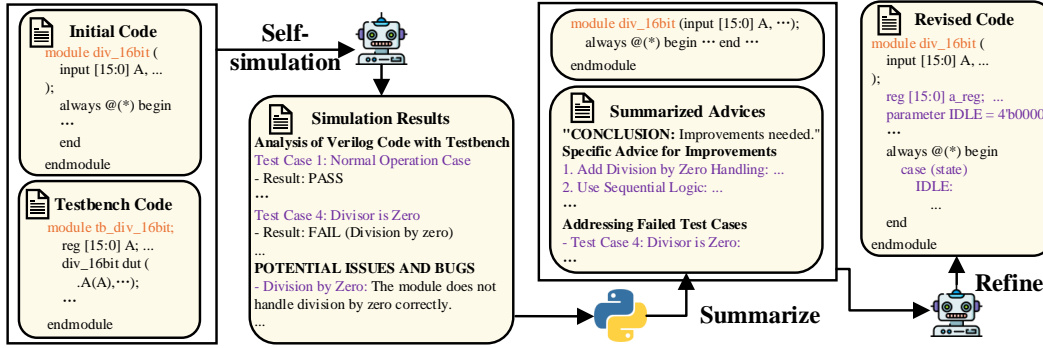 Initial Code
module div_16bit (
input [15:0] A, ...
);
always @(*) begin
...
end
endmodule
Testbench Code
module tb_div_16bit;
reg [15:0] A; ...
div_16bit dut (
.A(A),···);
...
endmodule
Self-
simulation
Simulation Results
Analysis of Verilog Code with Testbench
Test Case 1: Normal Operation Case
- Result: PASS
...
Test Case 4: Divisor is Zero
- Result: FAIL (Division by zero)
...
POTENTIAL ISSUES AND BUGS
- Division by Zero: The module does not
handle division by zero correctly.
...
Summarize
module div_16bit (input [15:0] A, ···);
always @(*) begin ··· end ···
endmodule
Summarized Advices
"CONCLUSION: Improvements needed."
Specific Advice for Improvements
1. Add Division by Zero Handling: ...
2. Use Sequential Logic: ...
...
Addressing Failed Test Cases
- Test Case 4: Divisor is Zero:
...
Refine
Revised Code
module div_16bit (
input [15:0] A, ...
);
reg [15:0] a_reg; ...
parameter IDLE = 4'b0000
...
always @(*) begin
case (state)
IDLE:
...
end
endmodule